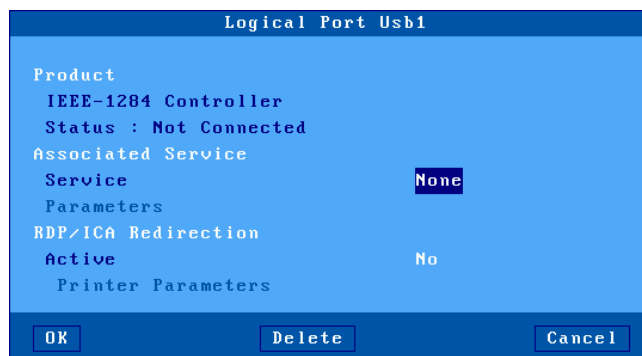 Logical Port Usb1
Product
IEEE-1284 Controller
Status : Not Connected
Associated Service
Service None
Parameters
RDP/ICA Redirection
Active No
Printer Parameters
OK Delete Cancel